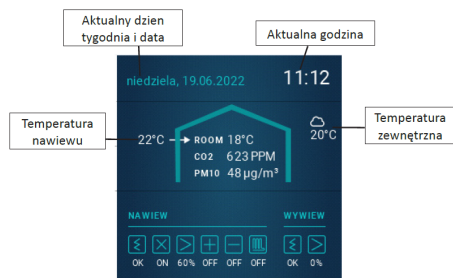 Aktualny dzien
tygodnia i data
Aktualna godzina
niedziela, 19.06.2022
11:12
Temperatura
nawiewu
Temperatura
zewnętrzna
22°C
ROOM 18°C
20°C
CO2 623 PPM
PM10 48 µg/m³
NAWIEW
WYWIEW
OK ON 60% OFF OFF OFF
OK 0%